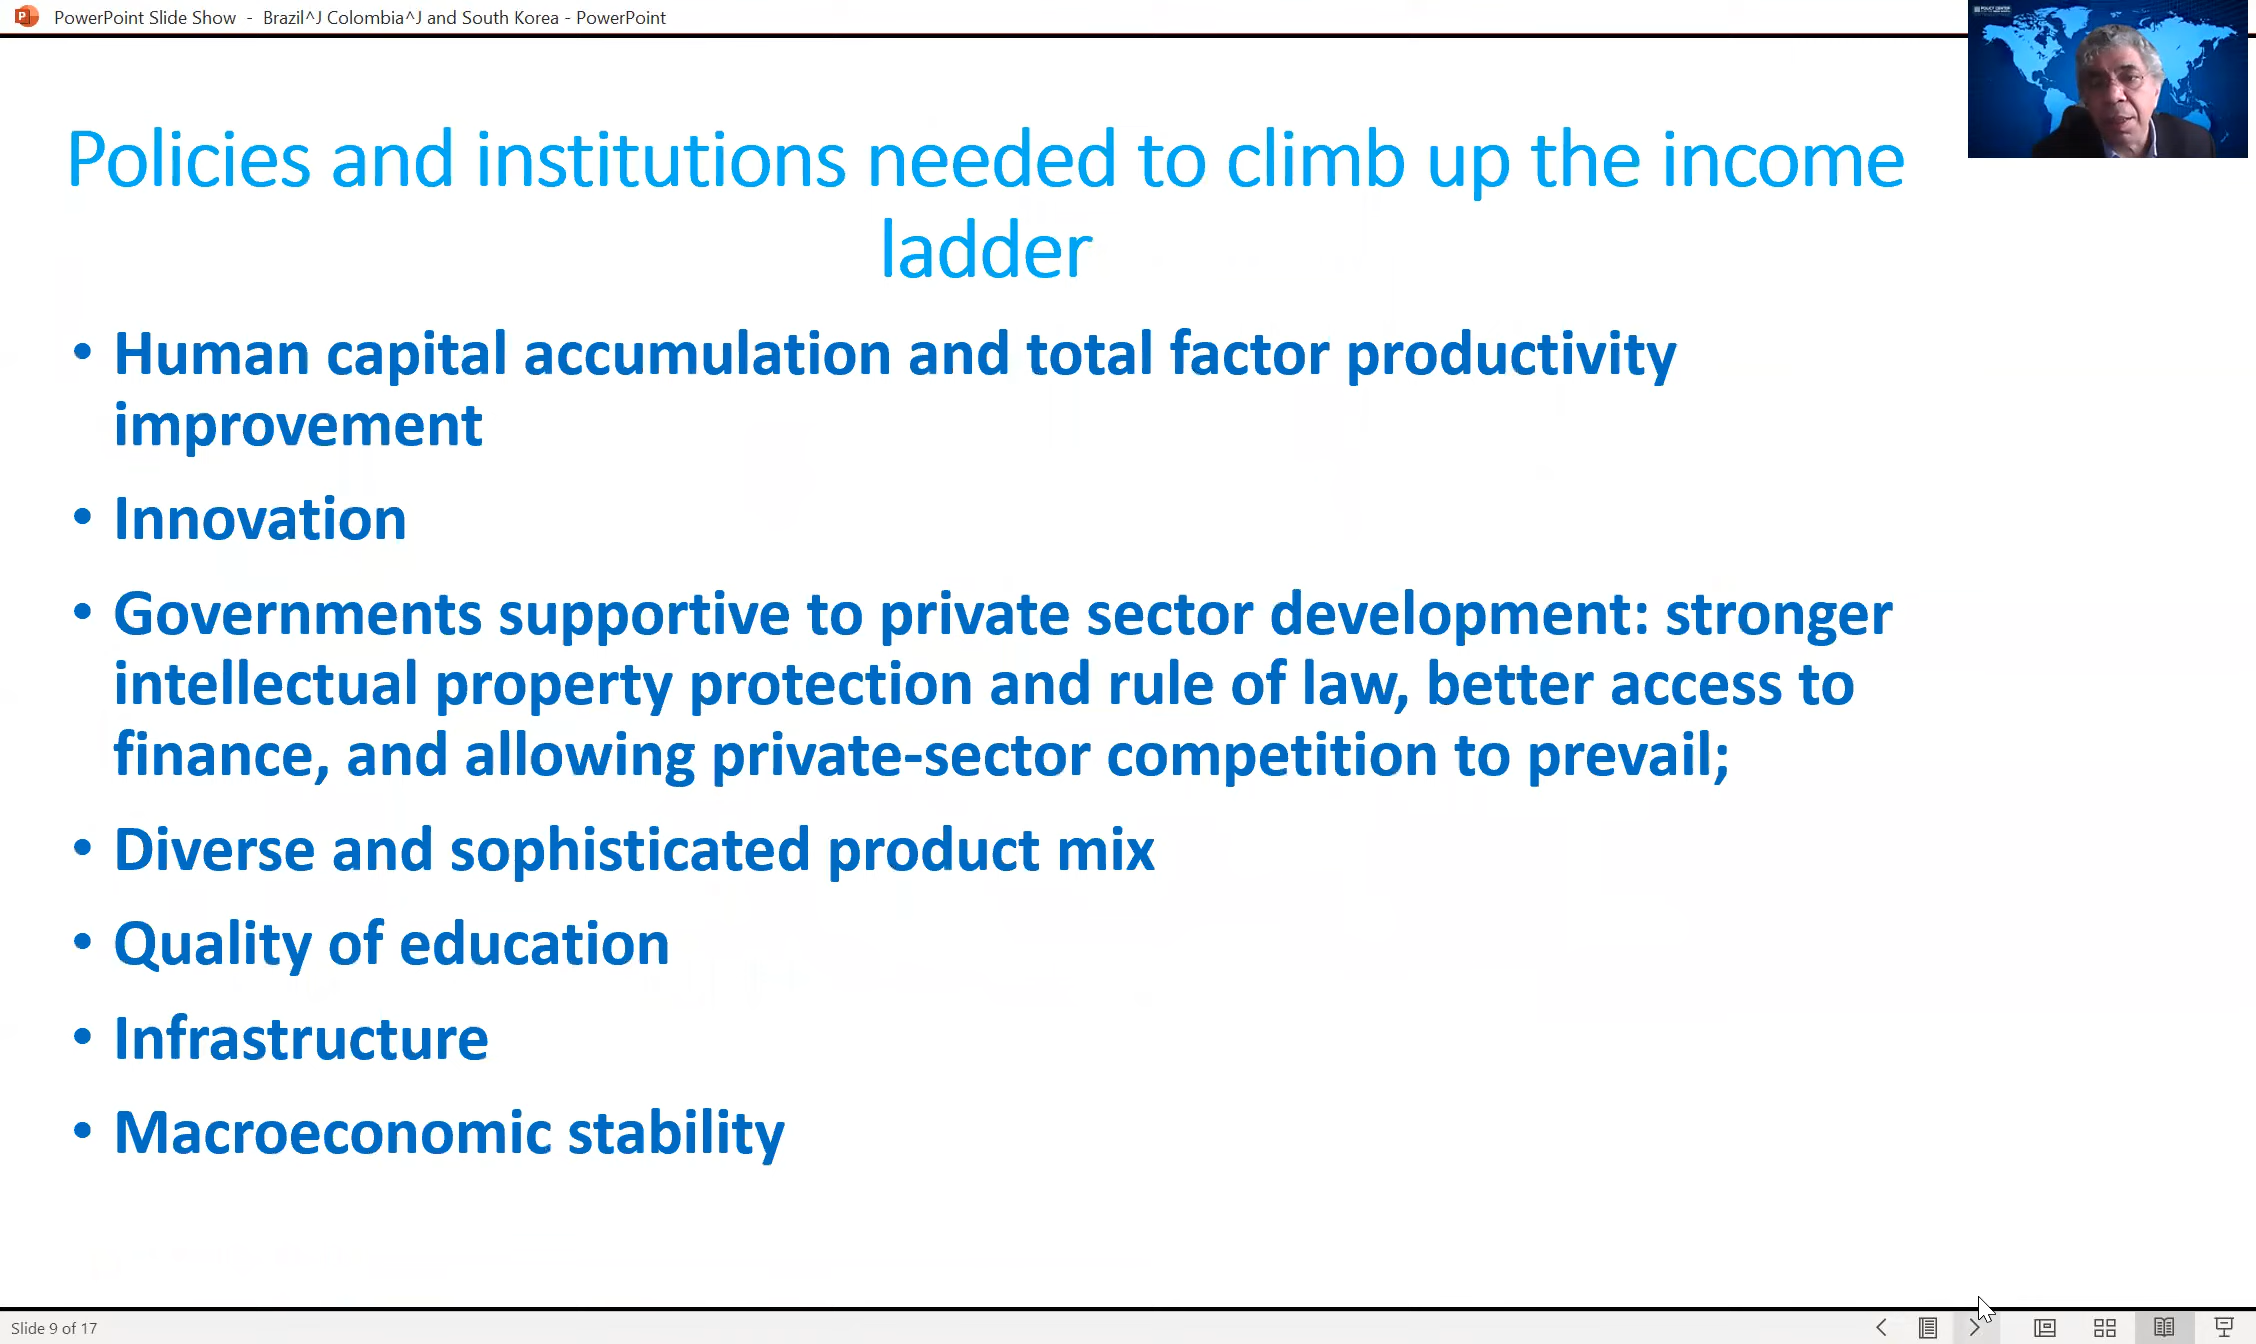 PowerPoint Slide Show - Brazil^J Colombia^J and South Korea - PowerPoint
POLICY CENTER
Policies and institutions needed to climb up the income
ladder
• Human capital accumulation and total factor productivity
improvement
• Innovation
• Governments supportive to private sector development: stronger
intellectual property protection and rule of law, better access to
finance, and allowing private-sector competition to prevail;
• Diverse and sophisticated product mix
• Quality of education
• Infrastructure
• Macroeconomic stability
Slide 9 of 17